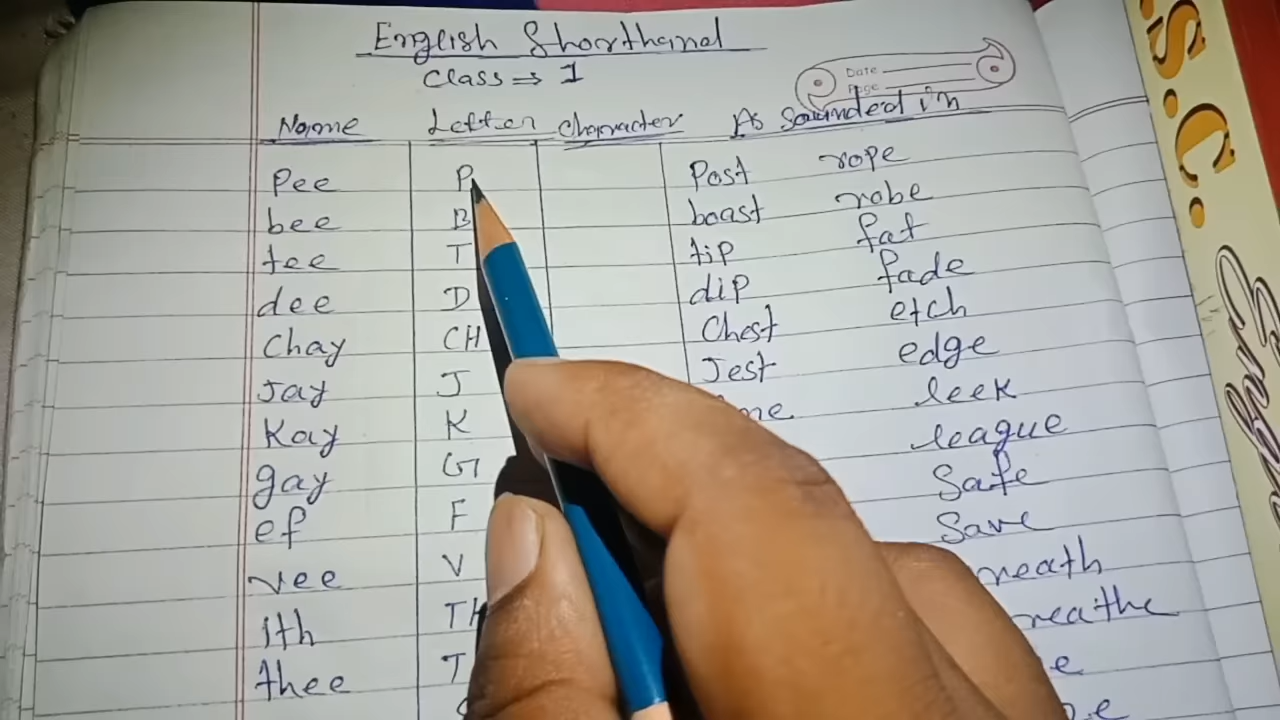 English Shorthand
Class ⇒ 1
Date
Page
Name Letter Character As sounded in
Pee P Post rope
bee B boast robe
tee T tip fat
dee D dip fade
Chay CH Chest etch
Jay J Jest edge
Kay K leek
gay G league
ef F Safe
vee V Save
ith TH
thee T
S.C.